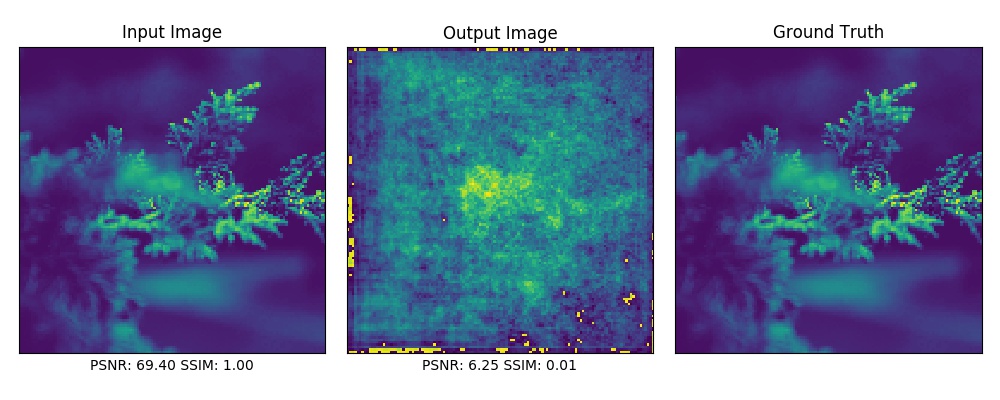 Input Image
Output Image
Ground Truth
PSNR: 69.40 SSIM: 1.00
PSNR: 6.25 SSIM: 0.01